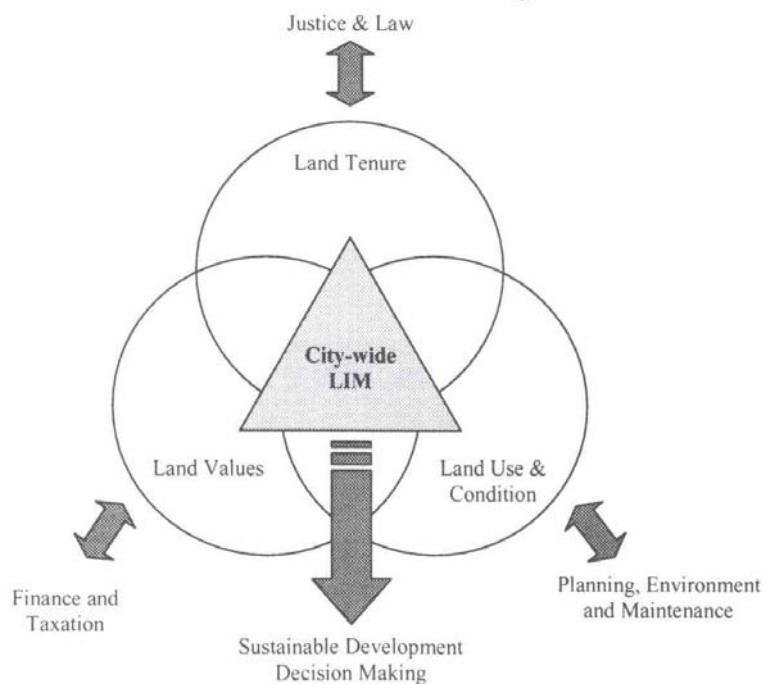 Justice & Law
Land Tenure
City-wide
LIM
Land Values
Land Use &
Condition
Finance and
Taxation
Planning, Environment
and Maintenance
Sustainable Development
Decision Making